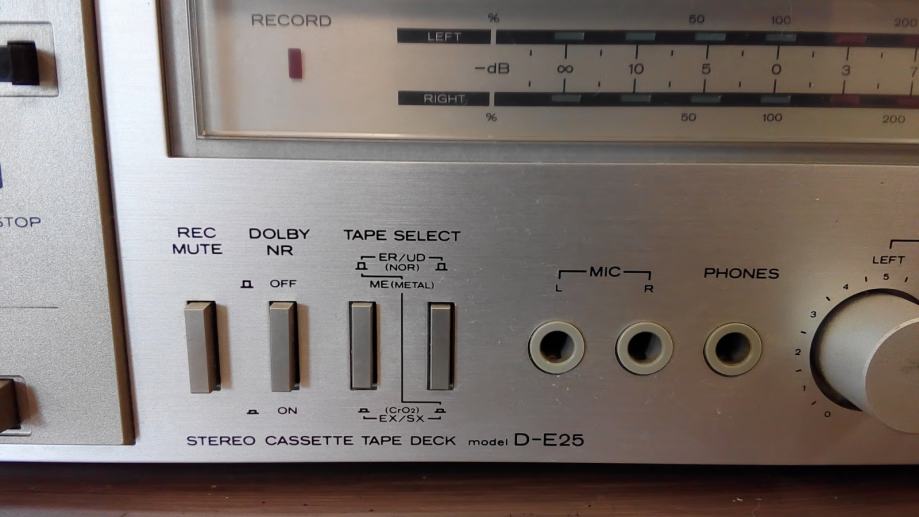 RECORD
% 50 100 200
LEFT
-dB ∞ 10 5 0 3 7
RIGHT
% 50 100 200
STOP
REC MUTE
DOLBY NR
TAPE SELECT
ER/UD
(NOR)
ME(METAL)
OFF
ON
(CrO2)
EX/SX
MIC
L R
PHONES
LEFT
0 1 2 3 4 5
STEREO CASSETTE TAPE DECK model D-E25